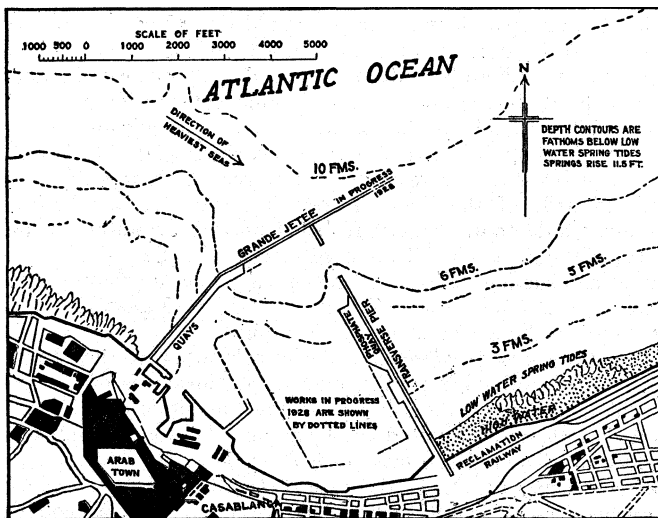 SCALE OF FEET
1000 500 0 1000 2000 3000 4000 5000
ATLANTIC OCEAN
N
DIRECTION OF
HEAVIEST SEAS
DEPTH CONTOURS ARE
FATHOMS BELOW LOW
WATER SPRING TIDES
SPRINGS RISE 11.5 FT.
10 FMS.
IN PROGRESS
1928
GRANDE JETEE
6 FMS.
5 FMS.
QUAYS
PHOSPHATE
QUAY
TRANSVERSE PIER
3 FMS.
LOW WATER SPRING TIDES
HIGH WATER
WORKS IN PROGRESS
1928 ARE SHOWN
BY DOTTED LINES
RECLAMATION
RAILWAY
ARAB
TOWN
CASABLANCA